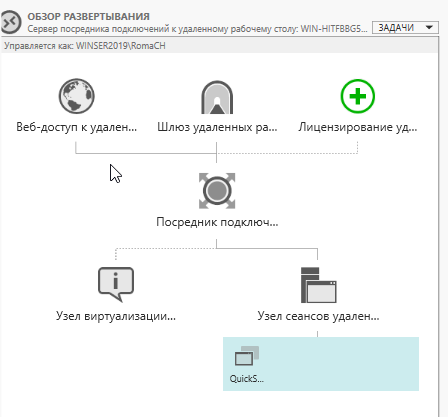 ОБЗОР РАЗВЕРТЫВАНИЯ
Сервер посредника подключений к удаленному рабочему столу: WIN-HITFBBG5... ЗАДАЧИ
Управляется как: WINSER2019\RomaCH
Веб-доступ к удален... Шлюз удаленных ра... Лицензирование уд...
Посредник подключ...
Узел виртуализации... Узел сеансов удален...
QuickS...